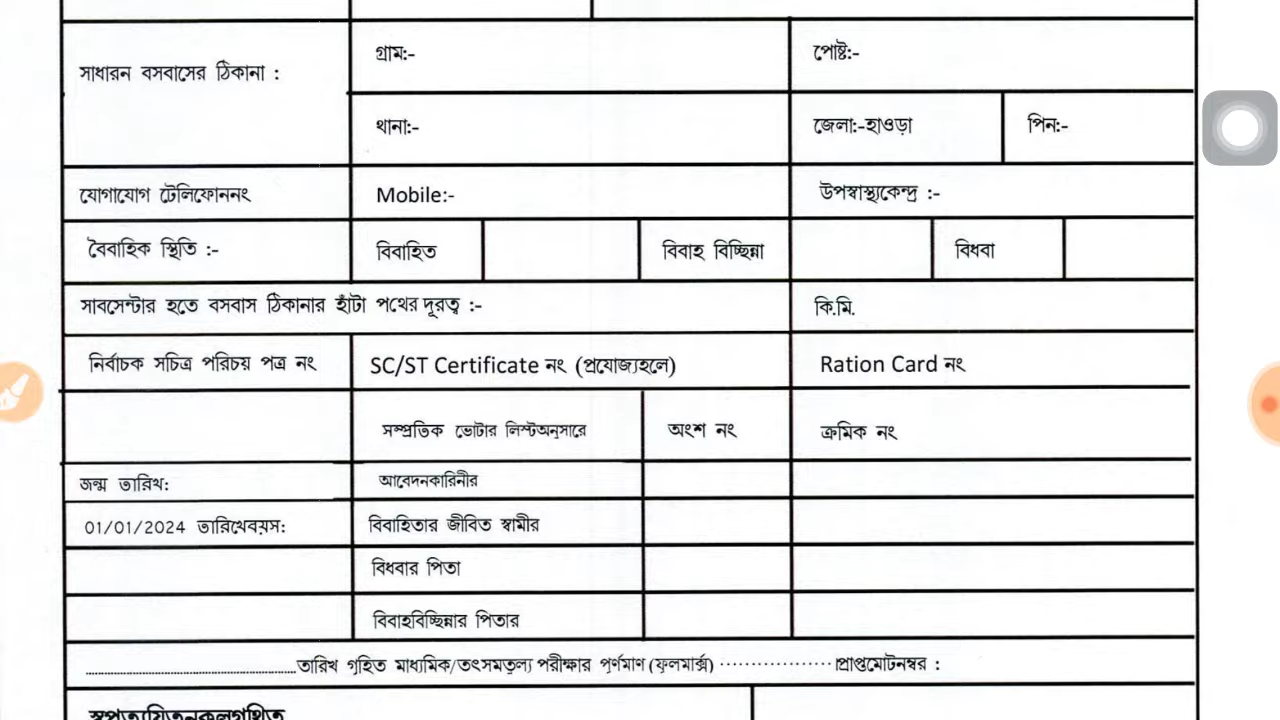 গ্রাম:- পোষ্ট:-
সাধারন বসবাসের ঠিকানা :
থানা:- জেলা:-হাওড়া পিন:-
যোগাযোগ টেলিফোননং Mobile:- উপস্বাস্থ্যকেন্দ্র :-
বৈবাহিক স্থিতি :- বিবাহিত বিবাহ বিচ্ছিন্না বিধবা
সাবসেন্টার হতে বসবাস ঠিকানার হাঁটা পথের দূরত্ব :- কি.মি.
নির্বাচক সচিত্র পরিচয় পত্র নং SC/ST Certificate নং (প্রযোজ্যহলে) Ration Card নং
সম্প্রতিক ভোটার লিস্টঅনুসারে অংশ নং ক্রমিক নং
জন্ম তারিখ: আবেদনকারিনীর
01/01/2024 তারিখেবয়স: বিবাহিতার জীবিত স্বামীর
বিধবার পিতা
বিবাহবিচ্ছিন্নার পিতার
..........................................তারিখ গৃহিত মাধ্যমিক/তৎসমতুল্য পরীক্ষার পূর্ণমাণ (ফুলমার্ক্স) ..................প্রাপ্তমোটনম্বর :